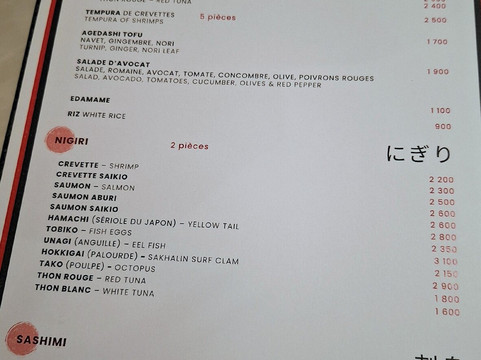 THON ROUGE – RED TUNA
2 400
TEMPURA DE CREVETTES 5 pièces
TEMPURA OF SHRIMPS 2 500
AGEDASHI TOFU
NAVET, GINGEMBRE, NORI 1 700
TURNIP, GINGER, NORI LEAF
SALADE D'AVOCAT
SALADE, ROMAINE, AVOCAT, TOMATE, CONCOMBRE, OLIVE, POIVRONS ROUGES 1 900
SALAD, AVOCADO, TOMATOES, CUCUMBER, OLIVES & RED PEPPER
EDAMAME 1 100
RIZ WHITE RICE 900
NIGIRI 2 pièces にぎり
CREVETTE – SHRIMP 2 200
CREVETTE SAIKIO 2 300
SAUMON – SALMON 2 500
SAUMON ABURI 2 600
SAUMON SAIKIO 2 600
HAMACHI (SÉRIOLE DU JAPON) – YELLOW TAIL 2 800
TOBIKO – FISH EGGS 2 350
UNAGI (ANGUILLE) – EEL FISH 3 100
HOKKIGAI (PALOURDE) – SAKHALIN SURF CLAM 2 150
TAKO (POULPE) – OCTOPUS 2 900
THON ROUGE – RED TUNA 1 800
THON BLANC – WHITE TUNA 1 600
SASHIMI